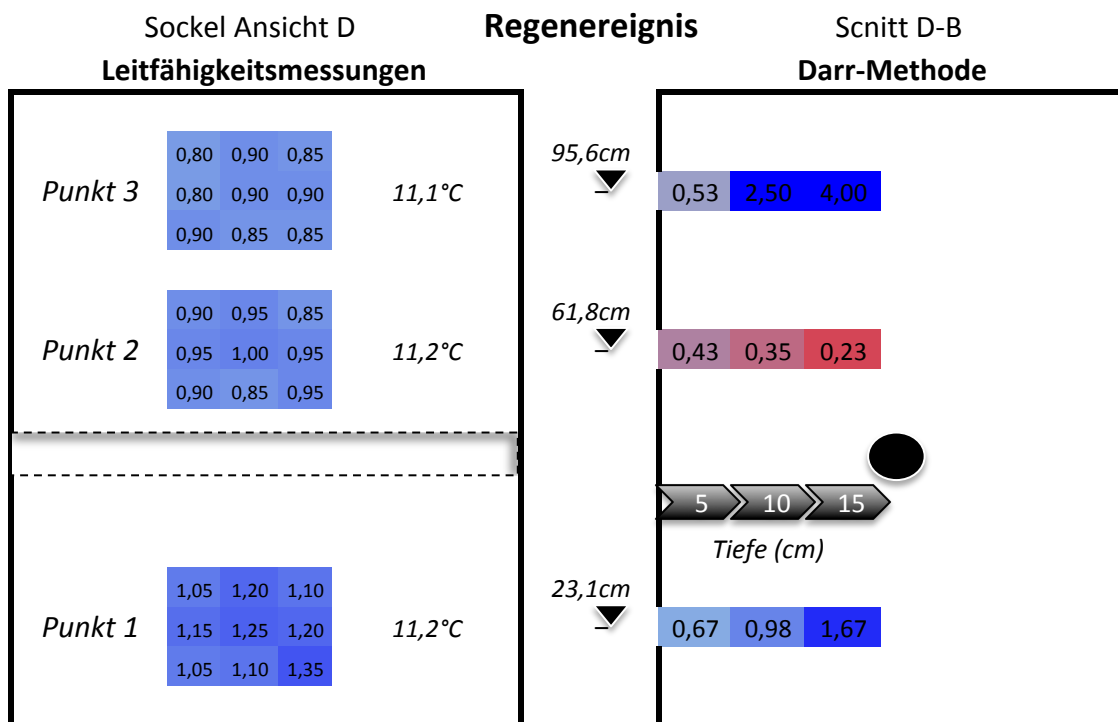 Sockel Ansicht D
Regenereignis
Scnitt D-B
Leitfähigkeitsmessungen
Darr-Methode
0,80 0,90 0,85
Punkt 3 0,80 0,90 0,90 11,1°C
0,90 0,85 0,85
95,6cm
0,53 2,50 4,00
0,90 0,95 0,85
Punkt 2 0,95 1,00 0,95 11,2°C
0,90 0,85 0,95
61,8cm
0,43 0,35 0,23
5 10 15
Tiefe (cm)
1,05 1,20 1,10
Punkt 1 1,15 1,25 1,20 11,2°C
1,05 1,10 1,35
23,1cm
0,67 0,98 1,67